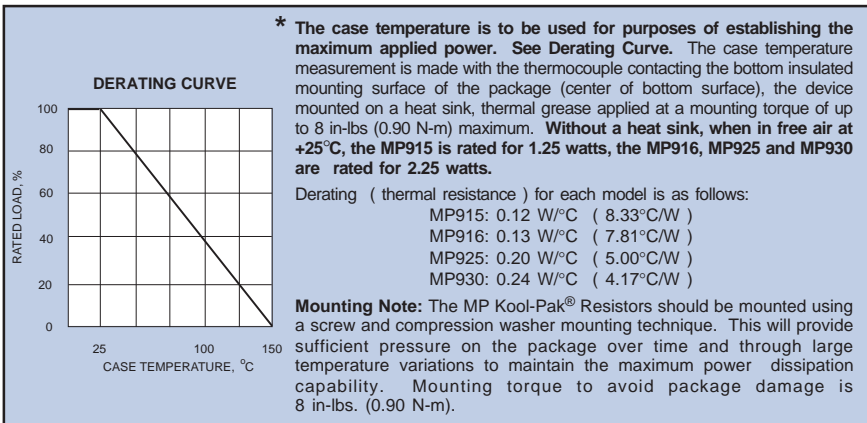 DERATING CURVE
100
80
60
40
20
0
RATED LOAD, %
25 100 150
CASE TEMPERATURE, °C
* The case temperature is to be used for purposes of establishing the
maximum applied power. See Derating Curve. The case temperature
measurement is made with the thermocouple contacting the bottom insulated
mounting surface of the package (center of bottom surface), the device
mounted on a heat sink, thermal grease applied at a mounting torque of up
to 8 in-lbs (0.90 N-m) maximum. Without a heat sink, when in free air at
+25°C, the MP915 is rated for 1.25 watts, the MP916, MP925 and MP930
are rated for 2.25 watts.
Derating ( thermal resistance ) for each model is as follows:
MP915: 0.12 W/°C ( 8.33°C/W )
MP916: 0.13 W/°C ( 7.81°C/W )
MP925: 0.20 W/°C ( 5.00°C/W )
MP930: 0.24 W/°C ( 4.17°C/W )
Mounting Note: The MP Kool-Pak® Resistors should be mounted using
a screw and compression washer mounting technique. This will provide
sufficient pressure on the package over time and through large
temperature variations to maintain the maximum power dissipation
capability. Mounting torque to avoid package damage is
8 in-lbs. (0.90 N-m).